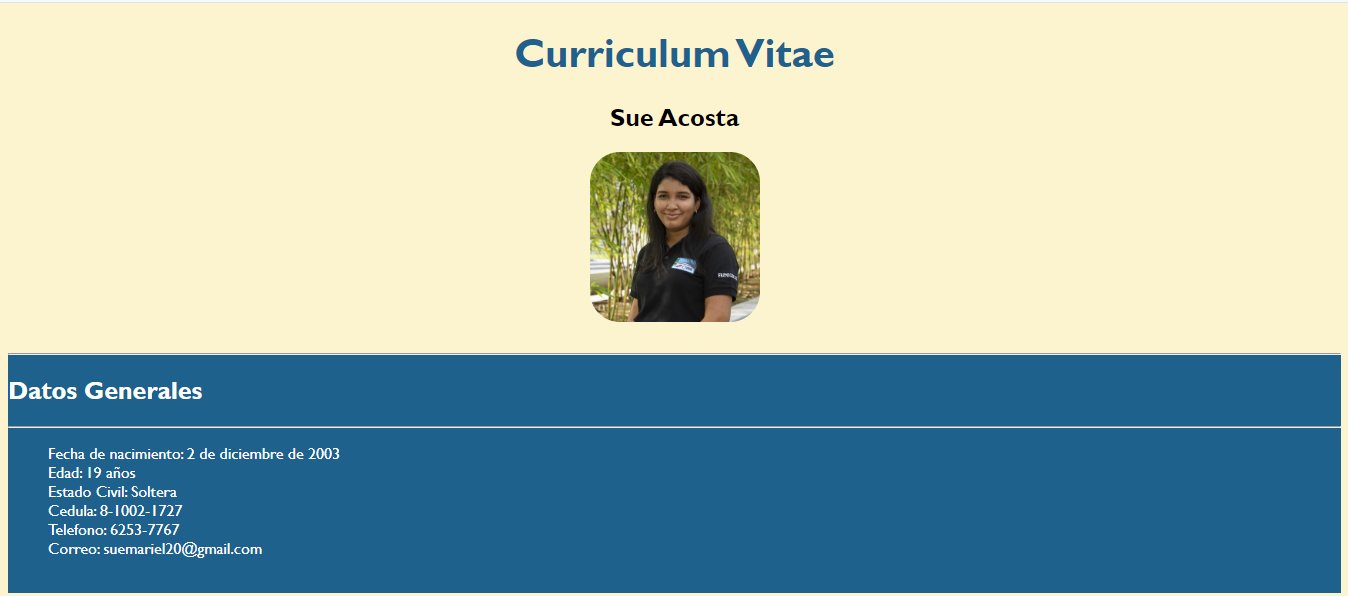 Curriculum Vitae
Sue Acosta
Datos Generales
Fecha de nacimiento: 2 de diciembre de 2003
Edad: 19 años
Estado Civil: Soltera
Cedula: 8-1002-1727
Telefono: 6253-7767
Correo: suemariel20@gmail.com